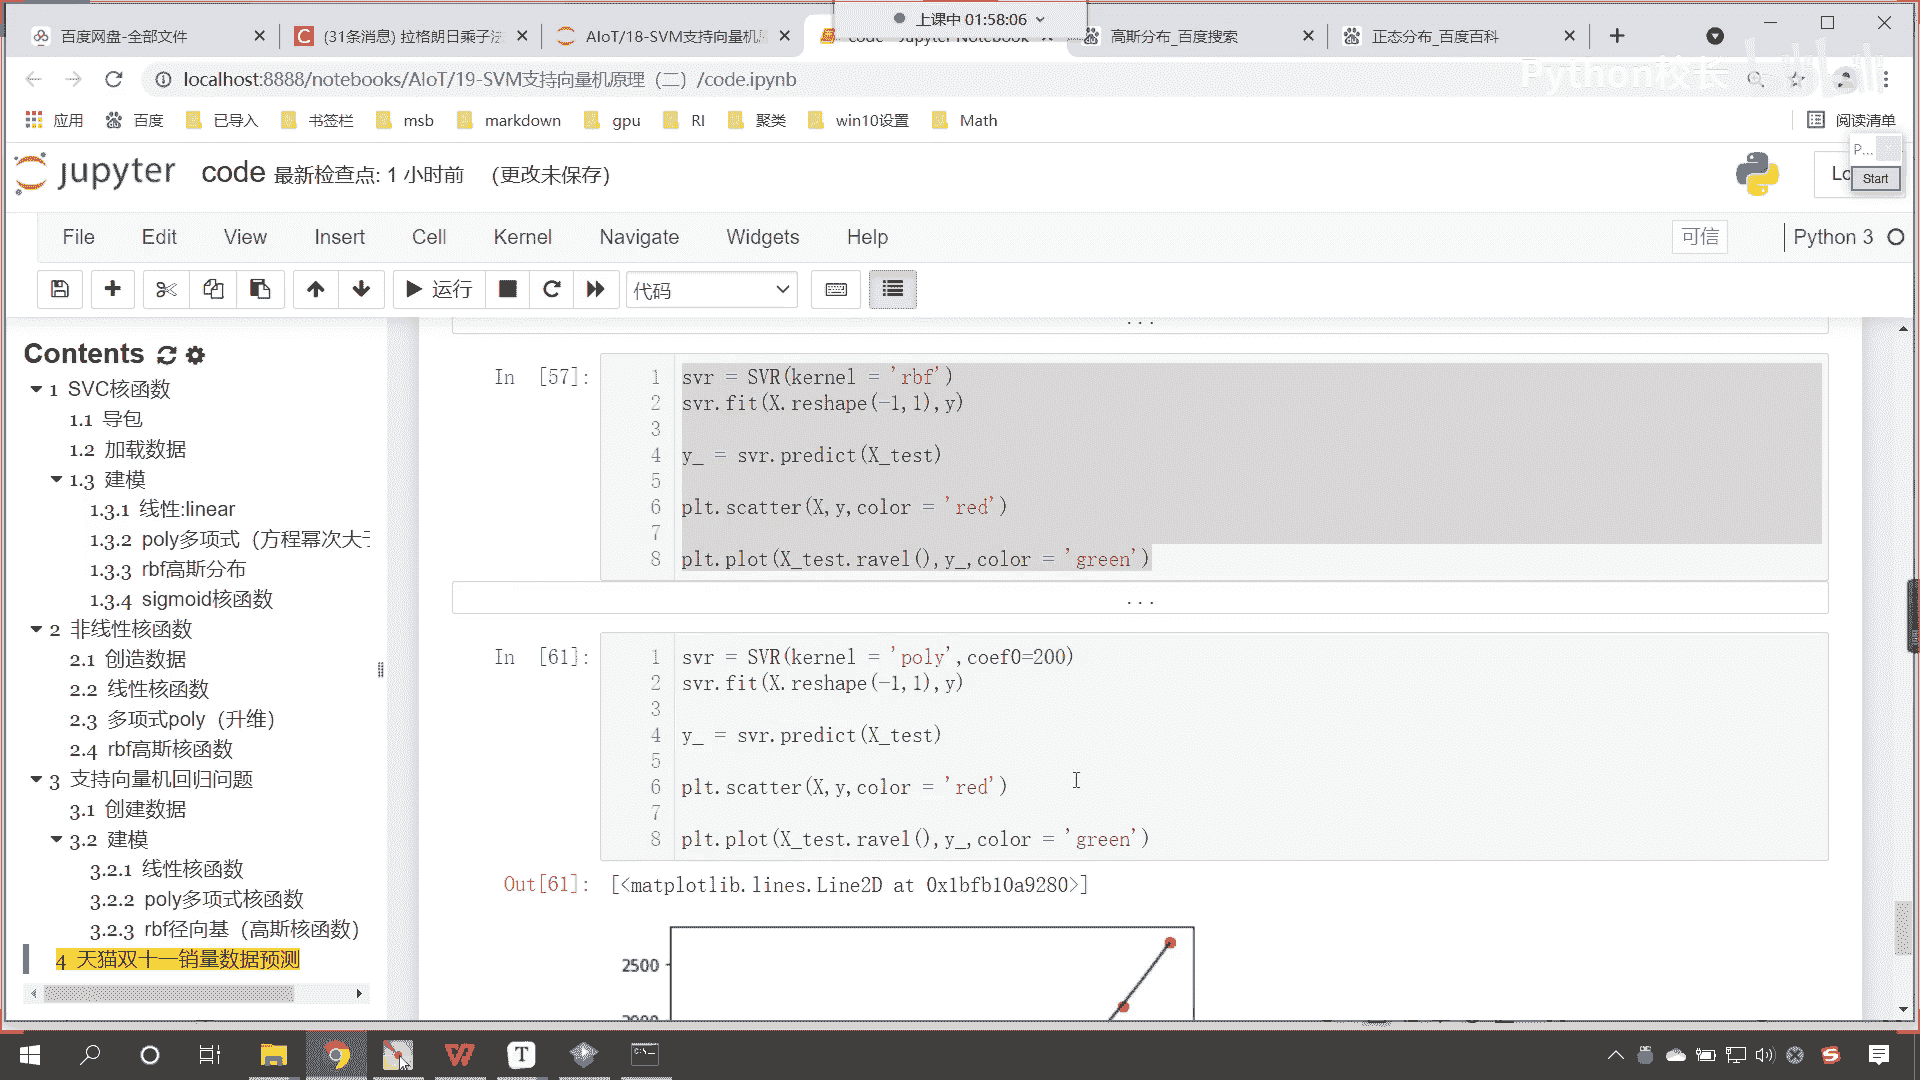 上课中 01:58:06
百度网盘-全部文件
(31条消息) 拉格朗日乘子法
AIoT/18-SVM支持向量机原
code - Jupyter Notebook
高斯分布_百度搜索
正态分布_百度百科
localhost:8888/notebooks/AIoT/19-SVM支持向量机原理（二）/code.ipynb
Python校长
应用
百度
已导入
书签栏
msb
markdown
gpu
RI
聚类
win10设置
Math
阅读清单
P...
Start
jupyter code 最新检查点: 1 小时前 (更改未保存)
Lo
File Edit View Insert Cell Kernel Navigate Widgets Help
可信
Python 3
运行
代码
Contents
1 SVC核函数
1.1 导包
1.2 加载数据
1.3 建模
1.3.1 线性:linear
1.3.2 poly多项式（方程幂次大于
1.3.3 rbf高斯分布
1.3.4 sigmoid核函数
2 非线性核函数
2.1 创造数据
2.2 线性核函数
2.3 多项式poly（升维）
2.4 rbf高斯核函数
3 支持向量机回归问题
3.1 创建数据
3.2 建模
3.2.1 线性核函数
3.2.2 poly多项式核函数
3.2.3 rbf径向基（高斯核函数）
4 天猫双十一销量数据预测
...
In [57]:
1 svr = SVR(kernel = 'rbf')
2 svr.fit(X.reshape(-1,1),y)
3
4 y_ = svr.predict(X_test)
5
6 plt.scatter(X,y,color = 'red')
7
8 plt.plot(X_test.ravel(),y_,color = 'green')
...
In [61]:
1 svr = SVR(kernel = 'poly',coef0=200)
2 svr.fit(X.reshape(-1,1),y)
3
4 y_ = svr.predict(X_test)
5
6 plt.scatter(X,y,color = 'red')
7
8 plt.plot(X_test.ravel(),y_,color = 'green')
Out[61]: [<matplotlib.lines.Line2D at 0x1bfb10a9280>]
2500
2000